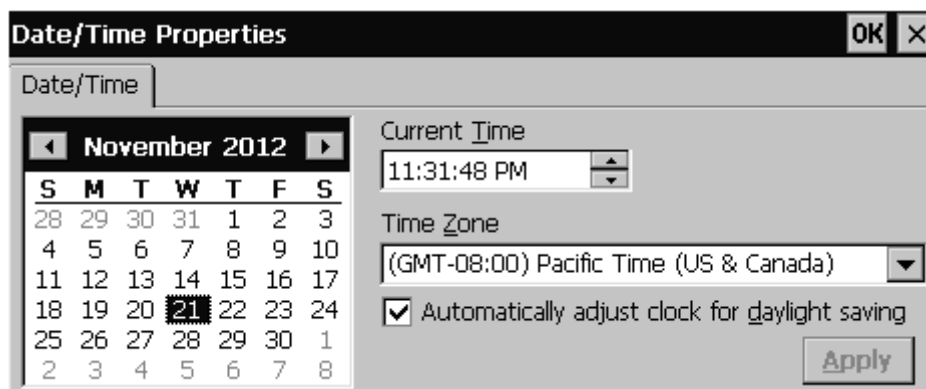 Date/Time Properties OK ×
Date/Time
November 2012
S M T W T F S
28 29 30 31 1 2 3
4 5 6 7 8 9 10
11 12 13 14 15 16 17
18 19 20 21 22 23 24
25 26 27 28 29 30 1
2 3 4 5 6 7 8
Current Time
11:31:48 PM
Time Zone
(GMT-08:00) Pacific Time (US & Canada)
Automatically adjust clock for daylight saving
Apply